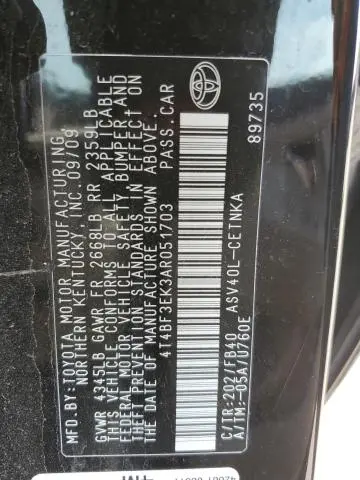 MFD.BY-TOYOTA MOTOR MANUFACTURING,
NORTHERN KENTUCKY, INC. 09/09
GVWR 4345LB GAWR FR 2668LB RR 2359LB
THIS VEHICLE CONFORMS TO ALL APPLICABLE
FEDERAL MOTOR VEHICLE SAFETY, BUMPER, AND
THEFT PREVENTION STANDARDS IN EFFECT ON
THE DATE OF MANUFACTURE SHOWN ABOVE.
4T4BF3EK3AR051703 PASS.CAR
C/TR:202/FB40 ASV40L-CETNKA
A/TM:-05A/U760E
89735